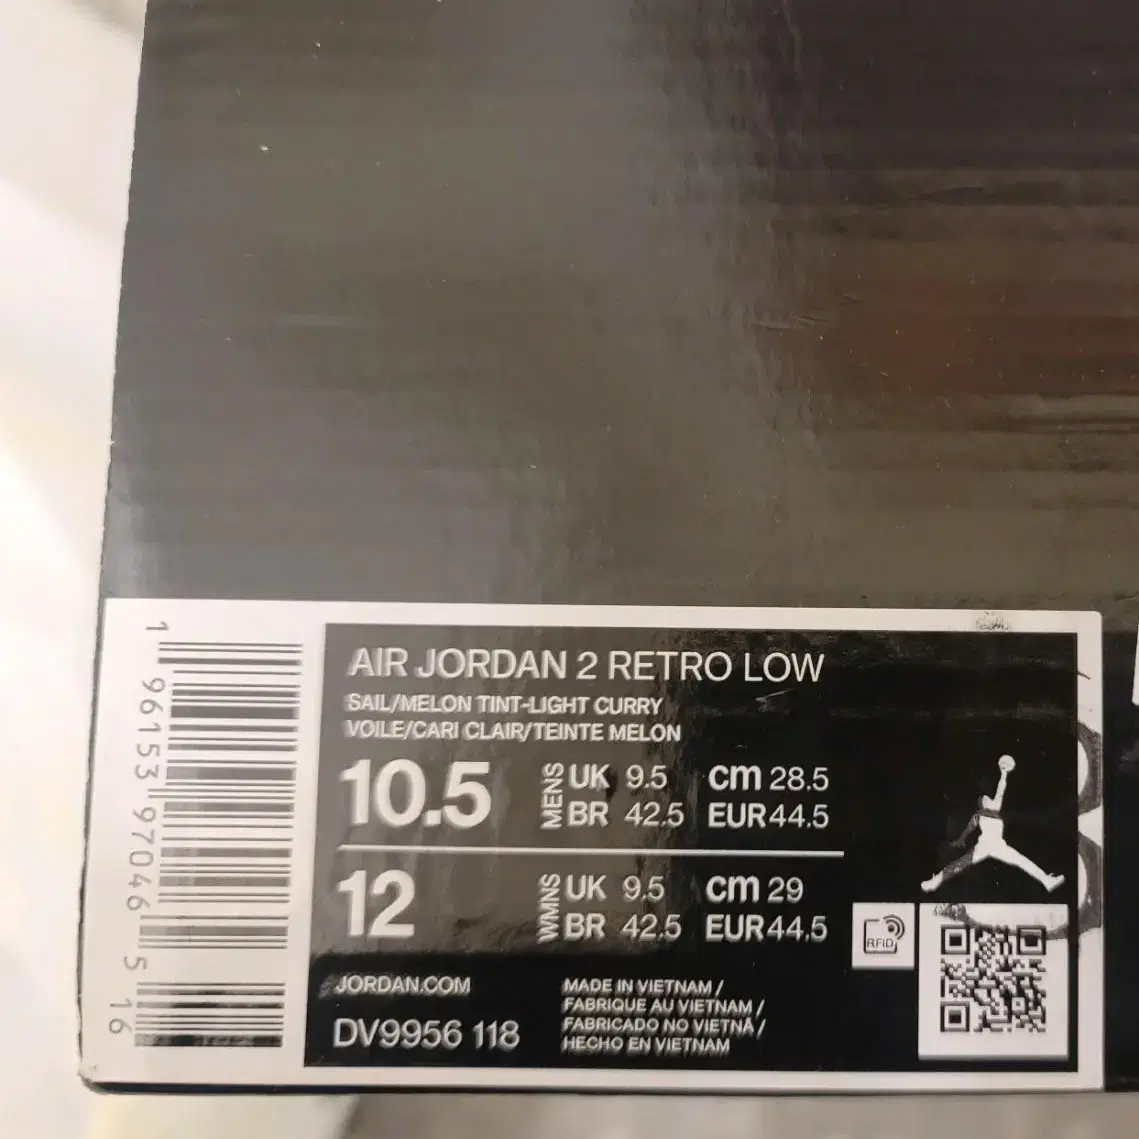 AIR JORDAN 2 RETRO LOW
SAIL/MELON TINT-LIGHT CURRY
VOILE/CARI CLAIR/TEINTE MELON
10.5 MENS UK 9.5 cm 28.5
BR 42.5 EUR 44.5
12 WMNS UK 9.5 cm 29
BR 42.5 EUR 44.5
RFID
JORDAN.COM
DV9956 118
MADE IN VIETNAM /
FABRIQUE AU VIETNAM /
FABRICADO NO VIETNÃ /
HECHO EN VIETNAM
1 96153 97046 5 16